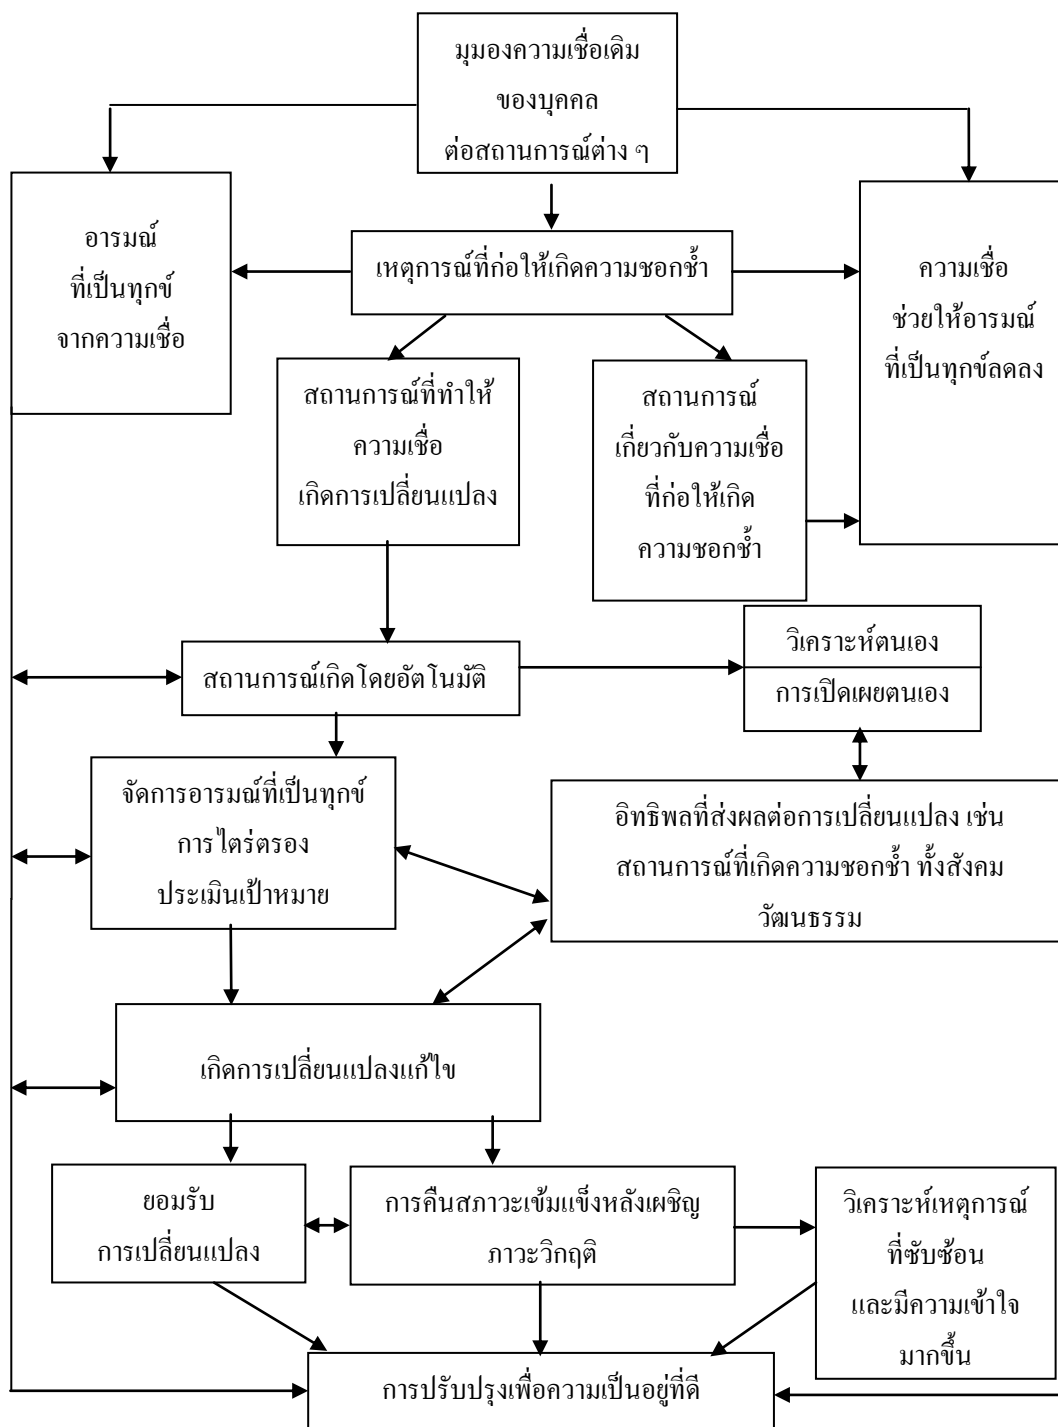 มุมองความเชื่อเดิม
ของบุคคล
ต่อสถานการณ์ต่าง ๆ
อารมณ์
ที่เป็นทุกข์
จากความเชื่อ
เหตุการณ์ที่ก่อให้เกิดความชอกช้ำ
ความเชื่อ
ช่วยให้อารมณ์
ที่เป็นทุกข์ลดลง
สถานการณ์ที่ทำให้
ความเชื่อ
เกิดการเปลี่ยนแปลง
สถานการณ์
เกี่ยวกับความเชื่อ
ที่ก่อให้เกิด
ความชอกช้ำ
สถานการณ์เกิดโดยอัตโนมัติ
วิเคราะห์ตนเอง
การเปิดเผยตนเอง
จัดการอารมณ์ที่เป็นทุกข์
การไตร่ตรอง
ประเมินเป้าหมาย
อิทธิพลที่ส่งผลต่อการเปลี่ยนแปลง เช่น
สถานการณ์ที่เกิดความชอกช้ำ ทั้งสังคม
วัฒนธรรม
เกิดการเปลี่ยนแปลงแก้ไข
ยอมรับ
การเปลี่ยนแปลง
การคืนสภาวะเข้มแข็งหลังเผชิญ
ภาวะวิกฤติ
วิเคราะห์เหตุการณ์
ที่ซับซ้อน
และมีความเข้าใจ
มากขึ้น
การปรับปรุงเพื่อความเป็นอยู่ที่ดี